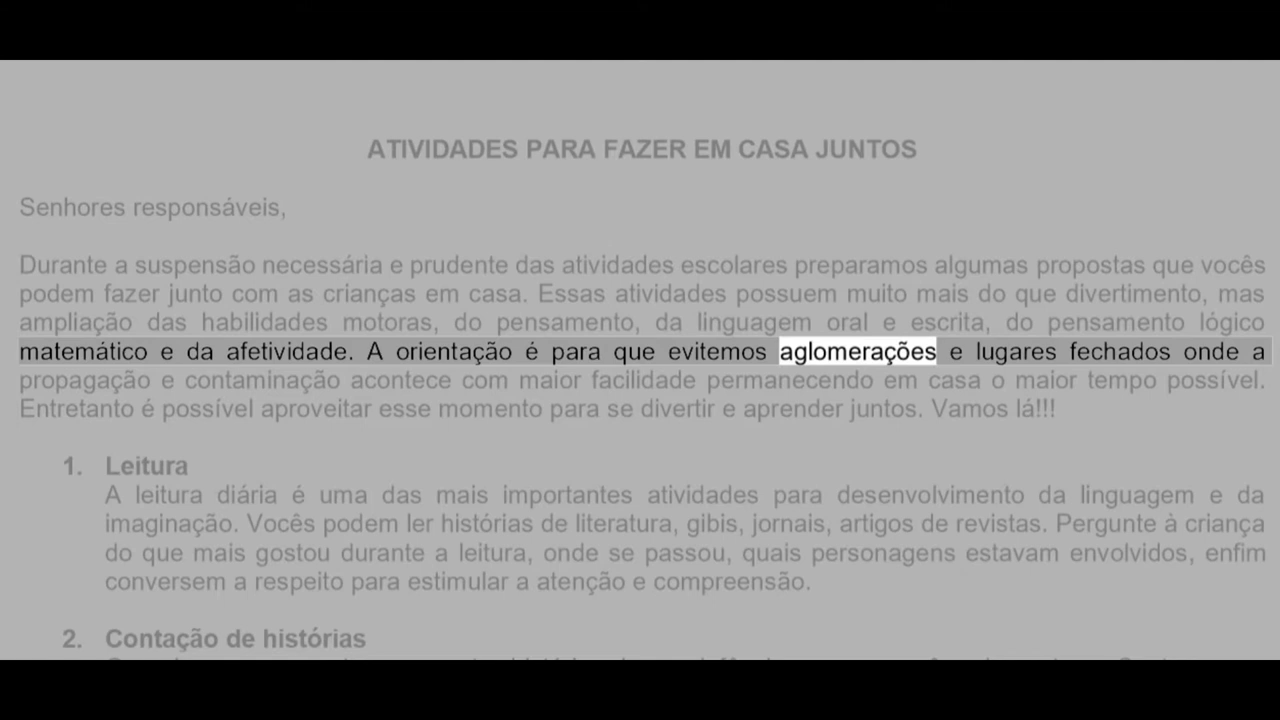 ATIVIDADES PARA FAZER EM CASA JUNTOS
Senhores responsáveis,
Durante a suspensão necessária e prudente das atividades escolares preparamos algumas propostas que vocês
podem fazer junto com as crianças em casa. Essas atividades possuem muito mais do que divertimento, mas
ampliação das habilidades motoras, do pensamento, da linguagem oral e escrita, do pensamento lógico
matemático e da afetividade. A orientação é para que evitemos aglomerações e lugares fechados onde a
propagação e contaminação acontece com maior facilidade permanecendo em casa o maior tempo possível.
Entretanto é possível aproveitar esse momento para se divertir e aprender juntos. Vamos lá!!!
1. Leitura
A leitura diária é uma das mais importantes atividades para desenvolvimento da linguagem e da
imaginação. Vocês podem ler histórias de literatura, gibis, jornais, artigos de revistas. Pergunte à criança
do que mais gostou durante a leitura, onde se passou, quais personagens estavam envolvidos, enfim
conversem a respeito para estimular a atenção e compreensão.
2. Contação de histórias